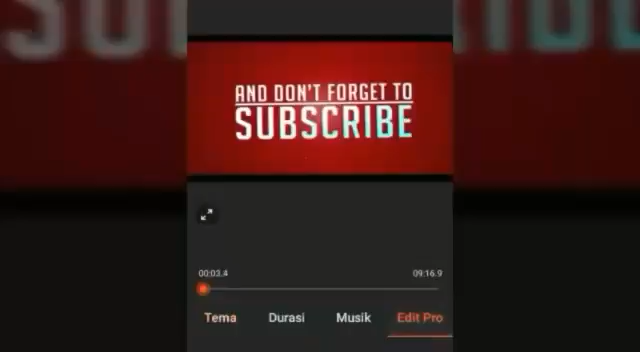 AND DON'T FORGET TO
SUBSCRIBE
00:03.4
09:16.9
Tema
Durasi
Musik
Edit Pro